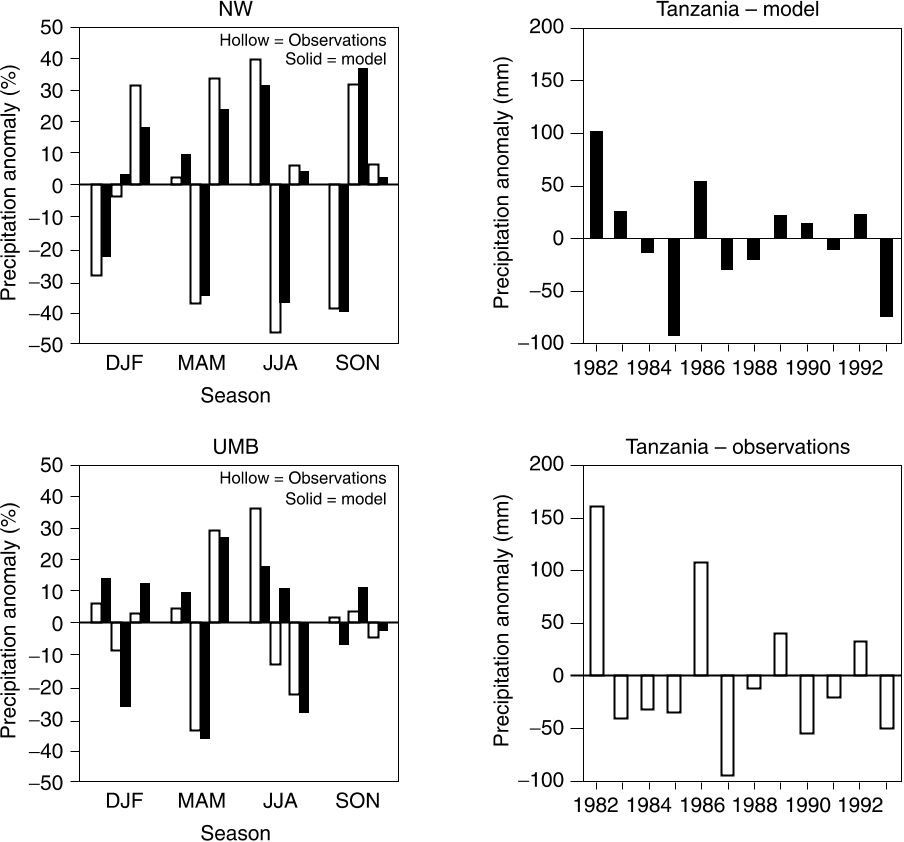 NW
Hollow = Observations
Solid = model
Precipitation anomaly (%)
50
40
30
20
10
0
−10
−20
−30
−40
−50
DJF MAM JJA SON
Season
Tanzania – model
Precipitation anomaly (mm)
200
150
100
50
0
−50
−100
1982 1984 1986 1988 1990 1992
UMB
Hollow = Observations
Solid = model
Precipitation anomaly (%)
50
40
30
20
10
0
−10
−20
−30
−40
−50
DJF MAM JJA SON
Season
Tanzania – observations
Precipitation anomaly (mm)
200
150
100
50
0
−50
−100
1982 1984 1986 1988 1990 1992